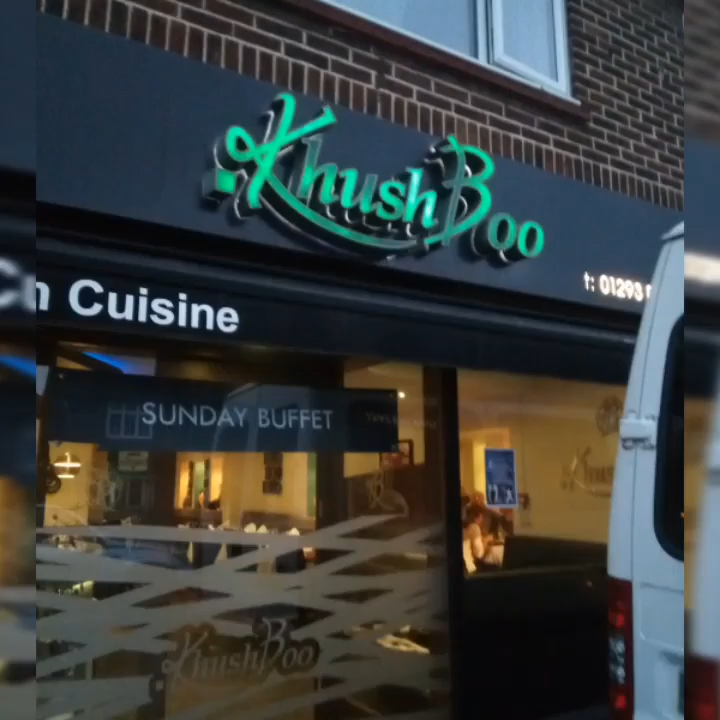 KhushBoo
t: 01293
n Cuisine
SUNDAY BUFFET
KhushBoo